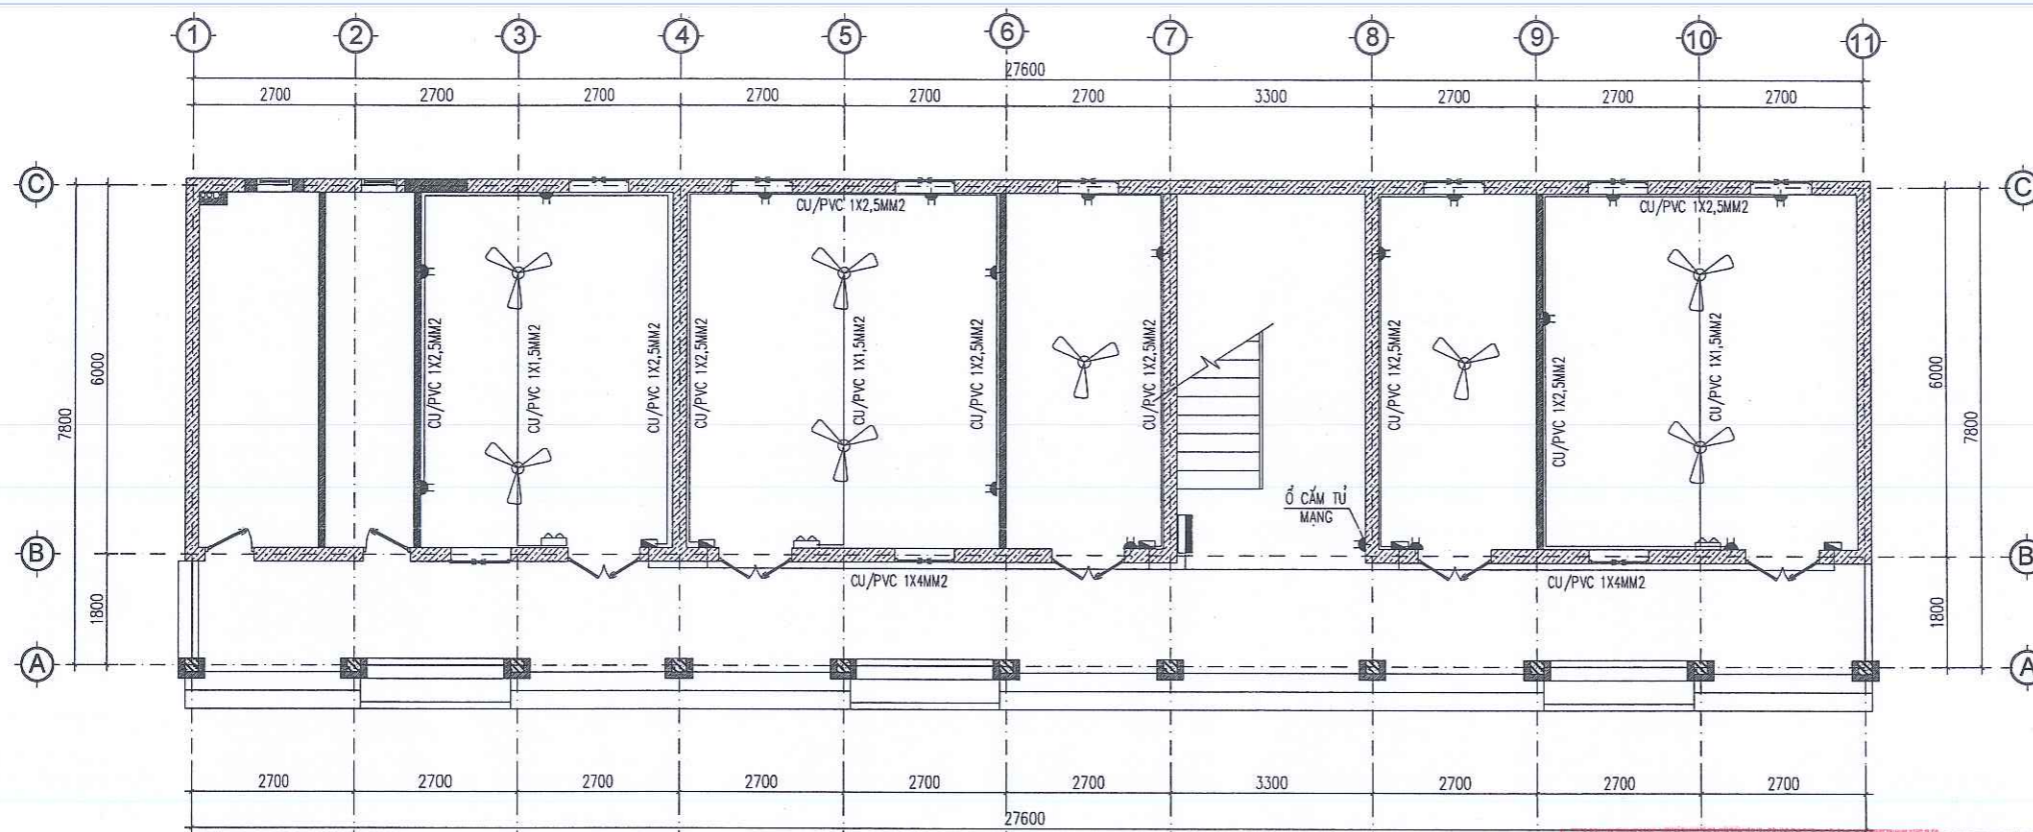 1 2 3 4 5 6 7 8 9 10 11
27600
2700 2700 2700 2700 2700 2700 3300 2700 2700 2700
C C
CU/PVC 1X2,5MM2 CU/PVC 1X2,5MM2
CU/PVC 1X2,5MM2
CU/PVC 1X1,5MM2
CU/PVC 1X2,5MM2
CU/PVC 1X2,5MM2
CU/PVC 1X1,5MM2
CU/PVC 1X2,5MM2
CU/PVC 1X2,5MM2
CU/PVC 1X2,5MM2
CU/PVC 1X2,5MM2
CU/PVC 1X1,5MM2
7800
6000
6000
7800
Ổ CẮM TỦ
MẠNG
B B
CU/PVC 1X4MM2 CU/PVC 1X4MM2
1800 1800
A A
2700 2700 2700 2700 2700 2700 3300 2700 2700 2700
27600